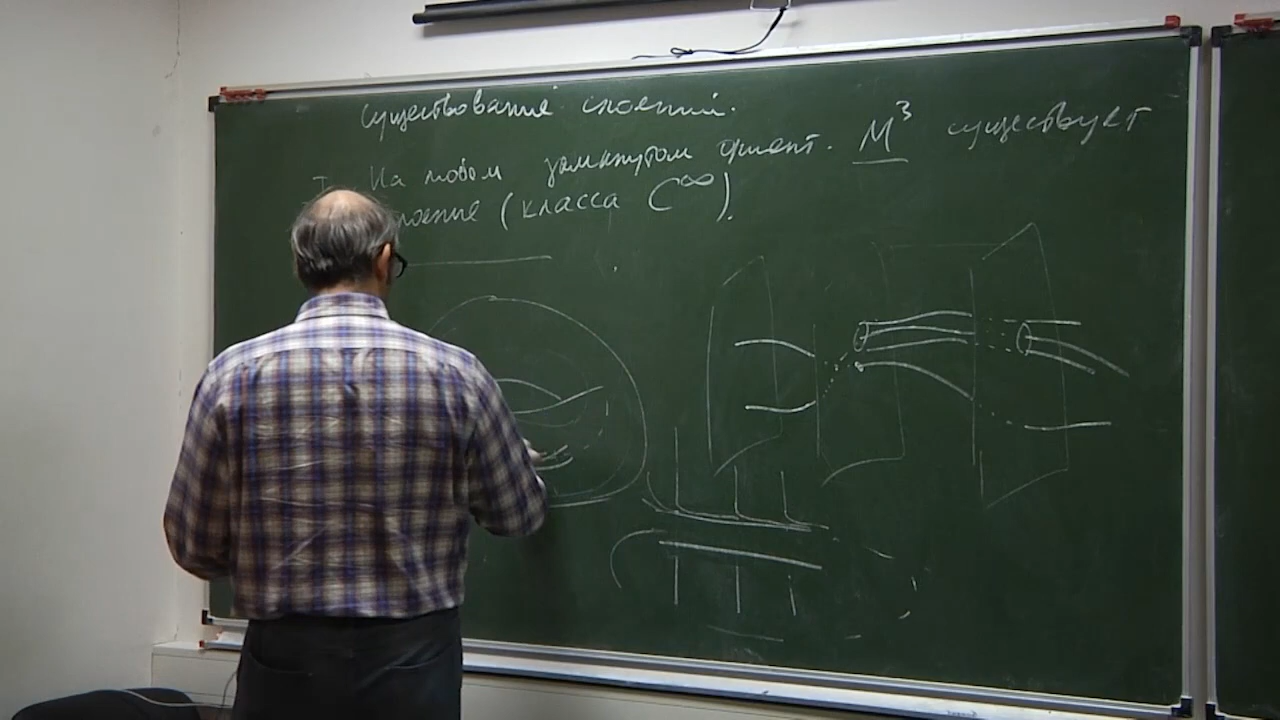 Существование слоений.
Т. На любом замкнутом ориент. M³ существует
слоение (класса C^∞).